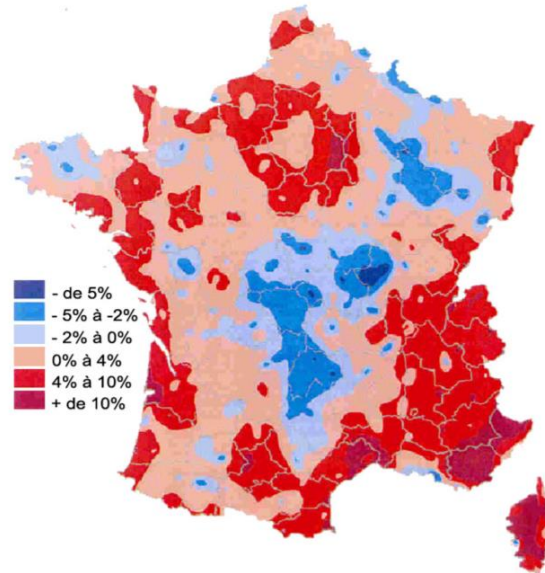 - de 5%
- 5% à -2%
- 2% à 0%
0% à 4%
4% à 10%
+ de 10%